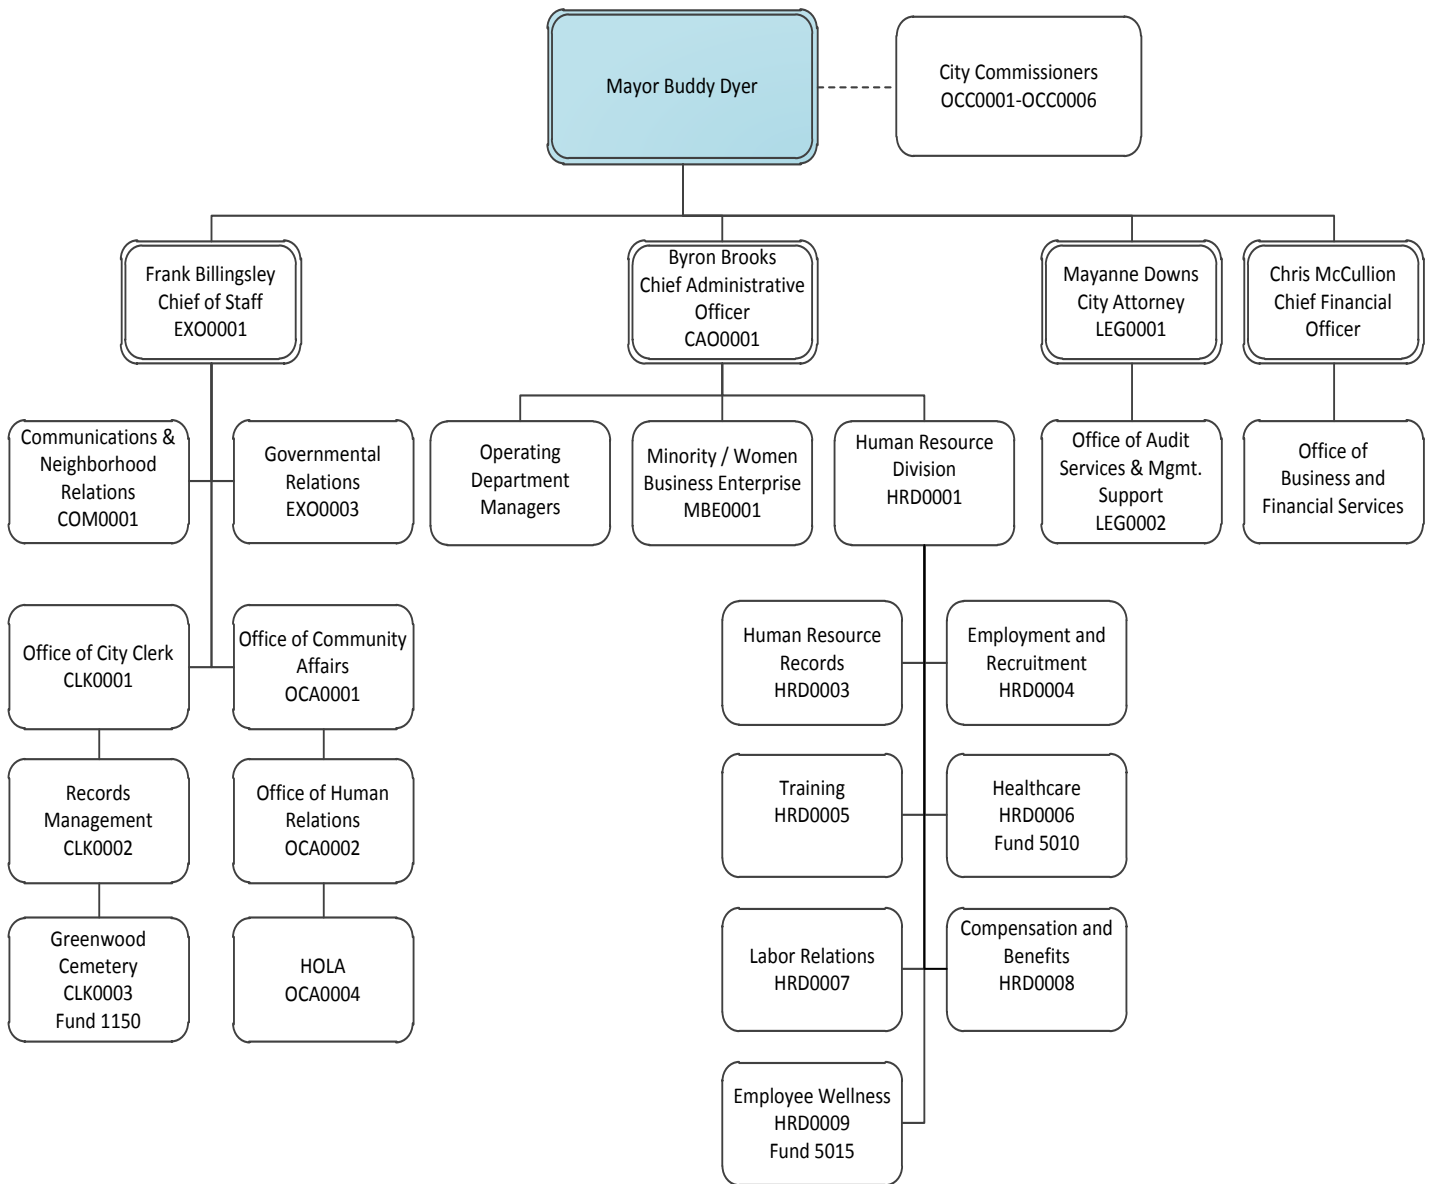 Mayor Buddy Dyer
City Commissioners
OCC0001-OCC0006
Frank Billingsley
Chief of Staff
EXO0001
Byron Brooks
Chief Administrative
Officer
CAO0001
Mayanne Downs
City Attorney
LEG0001
Chris McCullion
Chief Financial
Officer
Communications &
Neighborhood
Relations
COM0001
Governmental
Relations
EXO0003
Operating
Department
Managers
Minority / Women
Business Enterprise
MBE0001
Human Resource
Division
HRD0001
Office of Audit
Services & Mgmt.
Support
LEG0002
Office of
Business and
Financial Services
Office of City Clerk
CLK0001
Office of Community
Affairs
OCA0001
Human Resource
Records
HRD0003
Employment and
Recruitment
HRD0004
Records
Management
CLK0002
Office of Human
Relations
OCA0002
Training
HRD0005
Healthcare
HRD0006
Fund 5010
Greenwood
Cemetery
CLK0003
Fund 1150
HOLA
OCA0004
Labor Relations
HRD0007
Compensation and
Benefits
HRD0008
Employee Wellness
HRD0009
Fund 5015